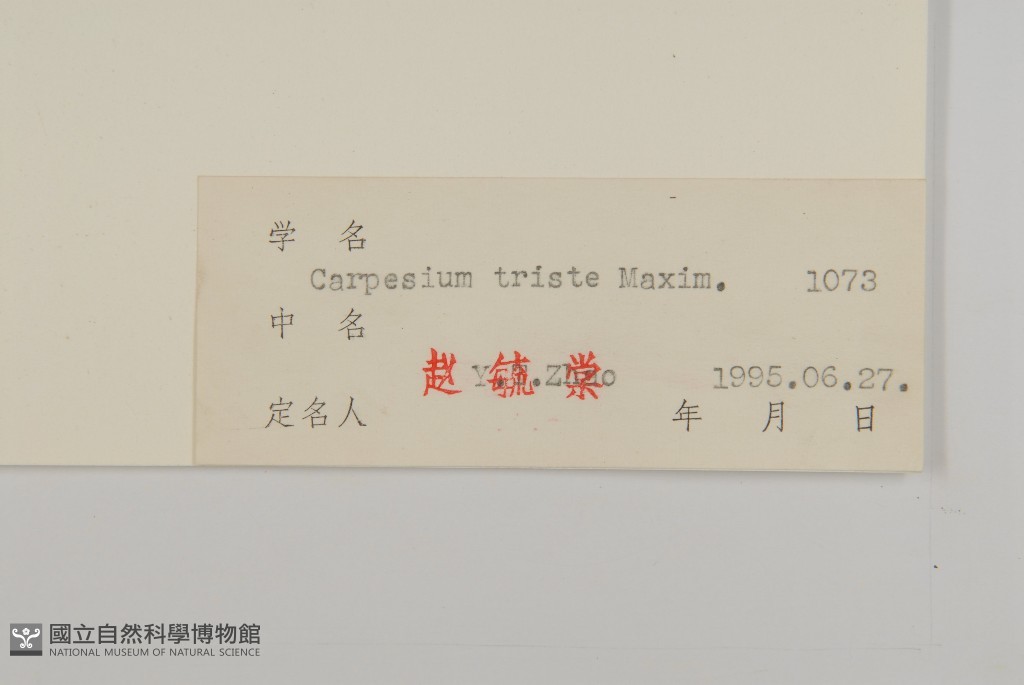 学 名
Carpesium triste Maxim. 1073
中 名
赵毓棠 Y.T.Zhao 1995.06.27.
定名人 年 月 日
國立自然科學博物館
NATIONAL MUSEUM OF NATURAL SCIENCE